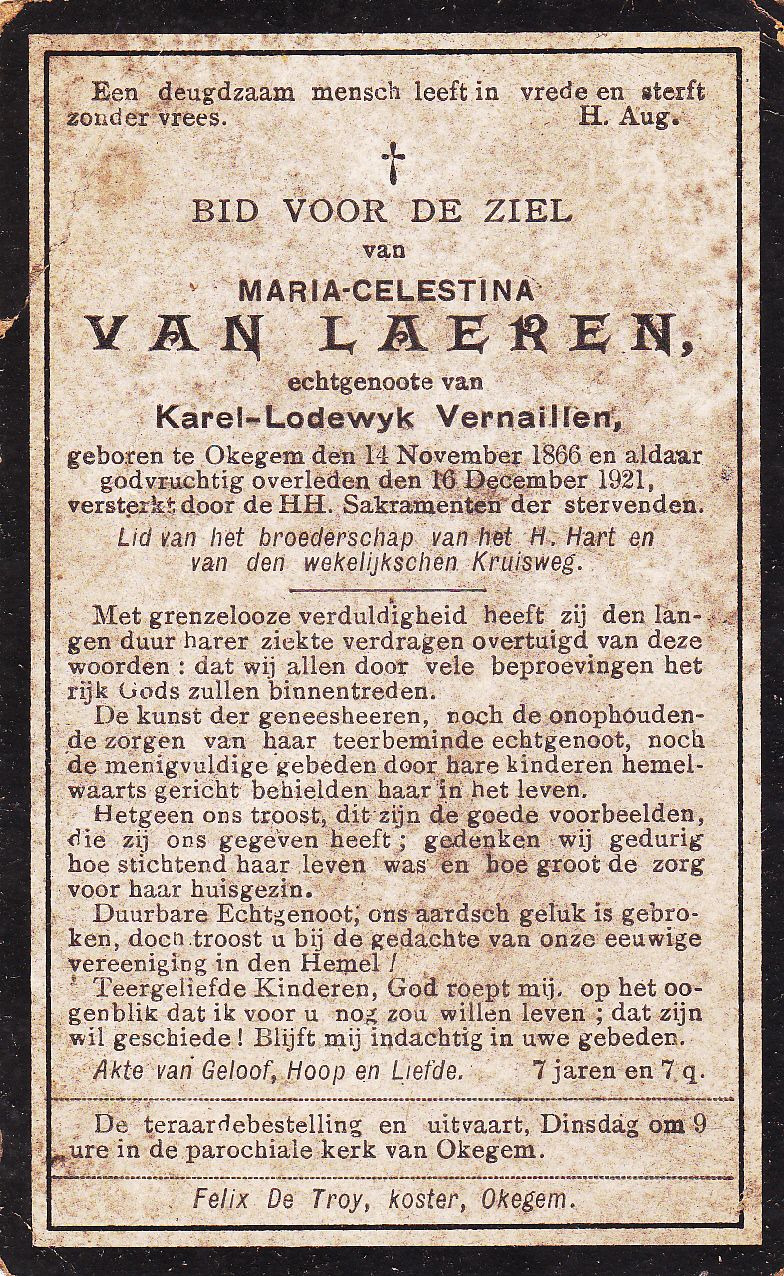 Een deugdzaam mensch leeft in vrede en sterft
zonder vrees. H. Aug.
BID VOOR DE ZIEL
van
MARIA-CELESTINA
VAN LAEREN,
echtgenoote van
Karel-Lodewyk Vernaillen,
geboren te Okegem den 14 November 1866 en aldaar
godvruchtig overleden den 16 December 1921,
versterkt door de HH. Sakramenten der stervenden.
Lid van het broederschap van het H. Hart en
van den wekelijkschen Kruisweg.
Met grenzelooze verduldigheid heeft zij den lan-
gen duur harer ziekte verdragen overtuigd van deze
woorden : dat wij allen door vele beproevingen het
rijk Gods zullen binnentreden.
De kunst der geneesheeren, noch de onophouden-
de zorgen van haar teerbeminde echtgenoot, noch
de menigvuldige gebeden door hare kinderen hemel-
waarts gericht behielden haar in het leven.
Hetgeen ons troost, dit zijn de goede voorbeelden,
die zij ons gegeven heeft ; gedenken wij gedurig
hoe stichtend haar leven was en hoe groot de zorg
voor haar huisgezin.
Duurbare Echtgenoot, ons aardsch geluk is gebro-
ken, doch troost u bij de gedachte van onze eeuwige
vereeniging in den Hemel !
Teergeliefde Kinderen, God roept mij, op het oo-
genblik dat ik voor u nog zou willen leven ; dat zijn
wil geschiede ! Blijft mij indachtig in uwe gebeden.
Akte van Geloof, Hoop en Liefde. 7 jaren en 7 q.
De teraardebestelling en uitvaart, Dinsdag om 9
ure in de parochiale kerk van Okegem.
Felix De Troy, koster, Okegem.